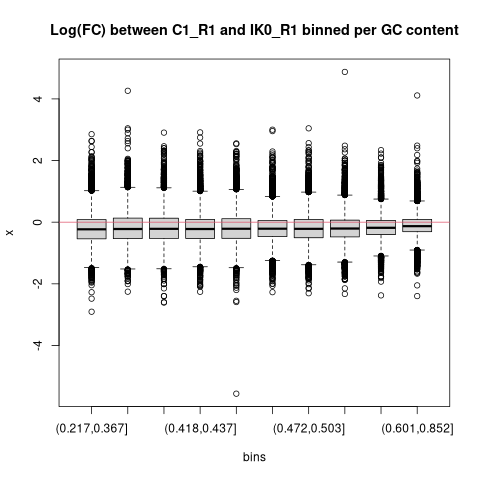 Log(FC) between C1_R1 and IK0_R1 binned per GC content
4
2
0
-2
-4
x
(0.217,0.367] (0.418,0.437] (0.472,0.503] (0.601,0.852]
bins